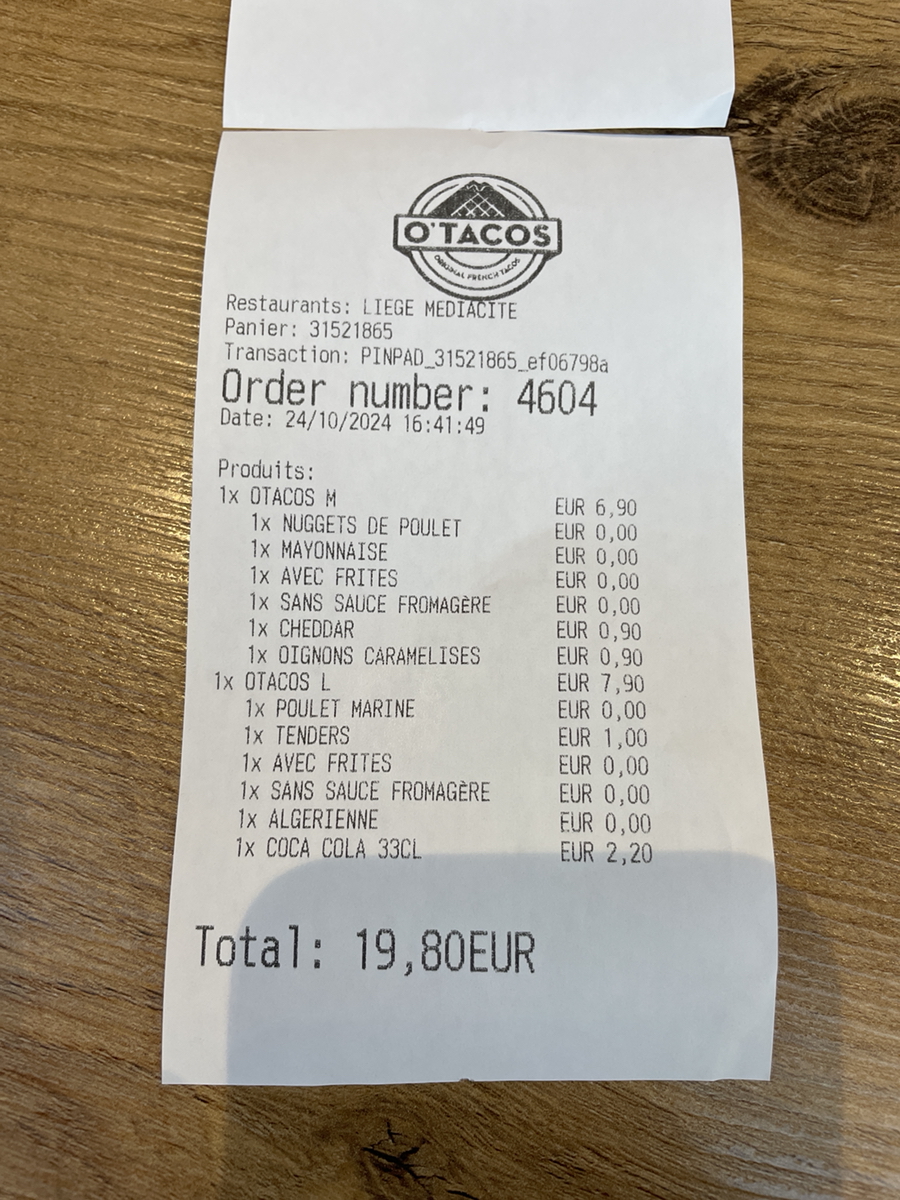 O'TACOS
ORIGINAL FRENCH TACOS
Restaurants: LIEGE MEDIACITE
Panier: 31521865
Transaction: PINPAD_31521865_ef06798a
Order number: 4604
Date: 24/10/2024 16:41:49
Produits:
1x OTACOS M EUR 6,90
1x NUGGETS DE POULET EUR 0,00
1x MAYONNAISE EUR 0,00
1x AVEC FRITES EUR 0,00
1x SANS SAUCE FROMAGÈRE EUR 0,00
1x CHEDDAR EUR 0,90
1x OIGNONS CARAMELISES EUR 0,90
1x OTACOS L EUR 7,90
1x POULET MARINE EUR 0,00
1x TENDERS EUR 1,00
1x AVEC FRITES EUR 0,00
1x SANS SAUCE FROMAGÈRE EUR 0,00
1x ALGERIENNE EUR 0,00
1x COCA COLA 33CL EUR 2,20
Total: 19,80EUR